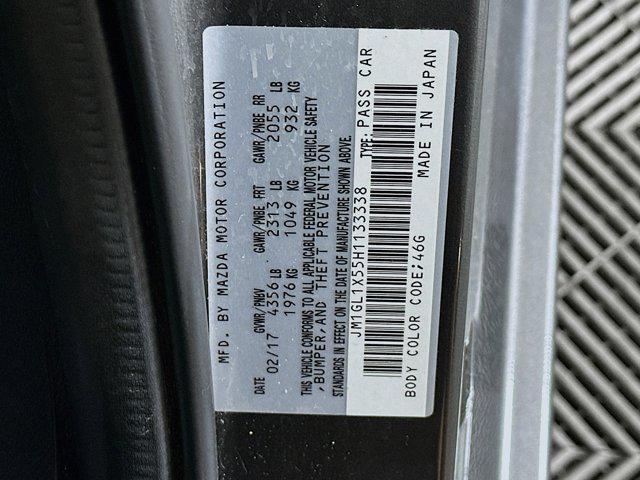 MFD. BY MAZDA MOTOR CORPORATION
DATE GVWR/PNBV GAWR/PNBE FRT GAWR/PNBE RR
02/17 4356 LB 2313 LB 2055 LB
1976 KG 1049 KG 932 KG
THIS VEHICLE CONFORMS TO ALL APPLICABLE FEDERAL MOTOR VEHICLE SAFETY
,BUMPER,AND THEFT PREVENTION
STANDARDS IN EFFECT ON THE DATE OF MANUFACTURE SHOWN ABOVE.
JM1GL1X55H1133338 TYPE: PASS CAR
BODY COLOR CODE;46G MADE IN JAPAN